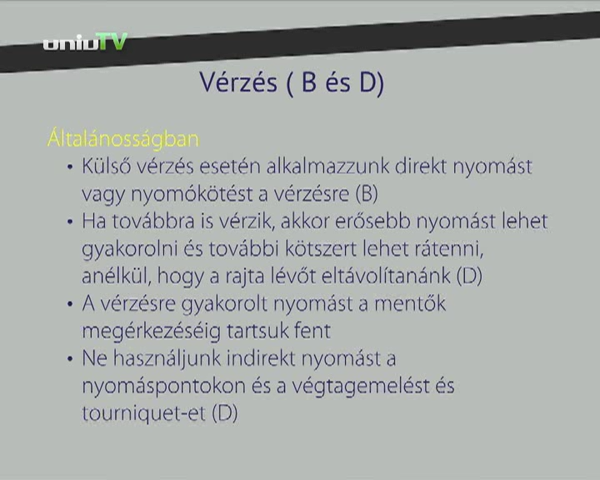 uniuTV
Vérzés ( B és D)
Általánosságban
• Külső vérzés esetén alkalmazzunk direkt nyomást
vagy nyomókötést a vérzésre (B)
• Ha továbbra is vérzik, akkor erősebb nyomást lehet
gyakorolni és további kötszert lehet rátenni,
anélkül, hogy a rajta lévőt eltávolítanánk (D)
• A vérzésre gyakorolt nyomást a mentők
megérkezéséig tartsuk fent
• Ne használjunk indirekt nyomást a
nyomáspontokon és a végtagemelést és
tourniquet-et (D)